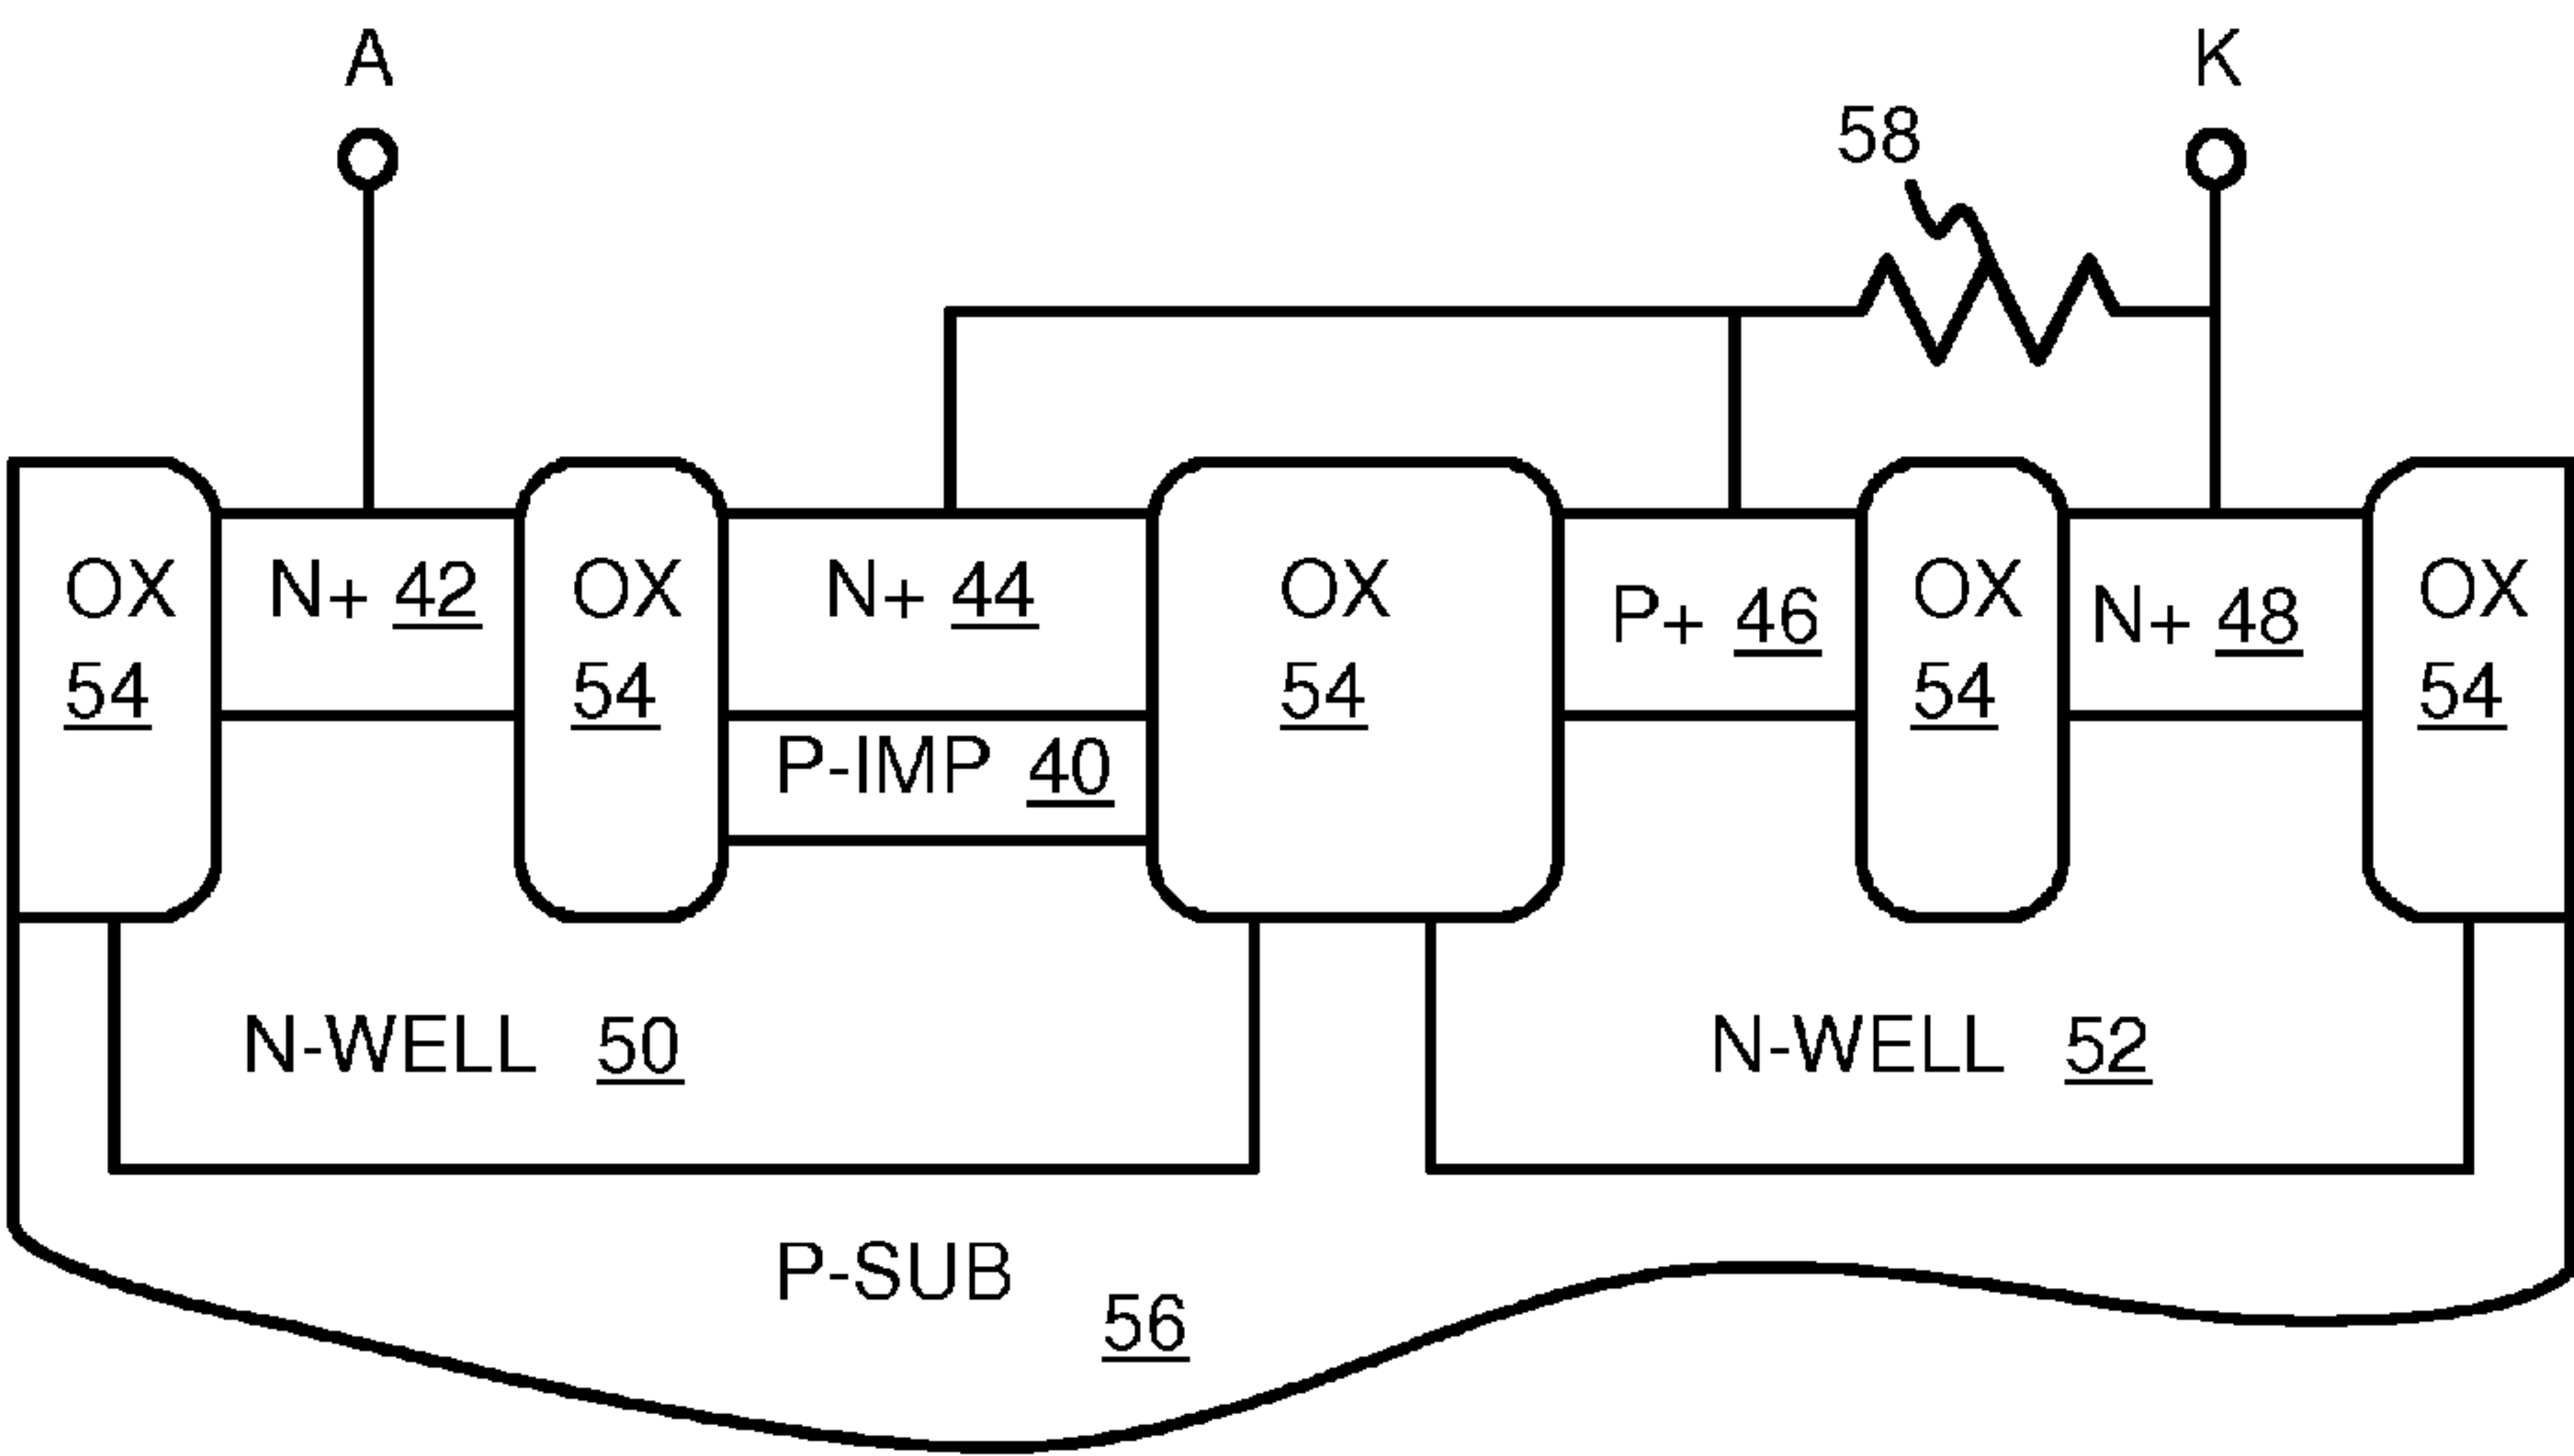 A
K
58
OX
54
N+ 42
OX
54
N+ 44
P-IMP 40
OX
54
P+ 46
OX
54
N+ 48
OX
54
N-WELL 50
N-WELL 52
P-SUB
56